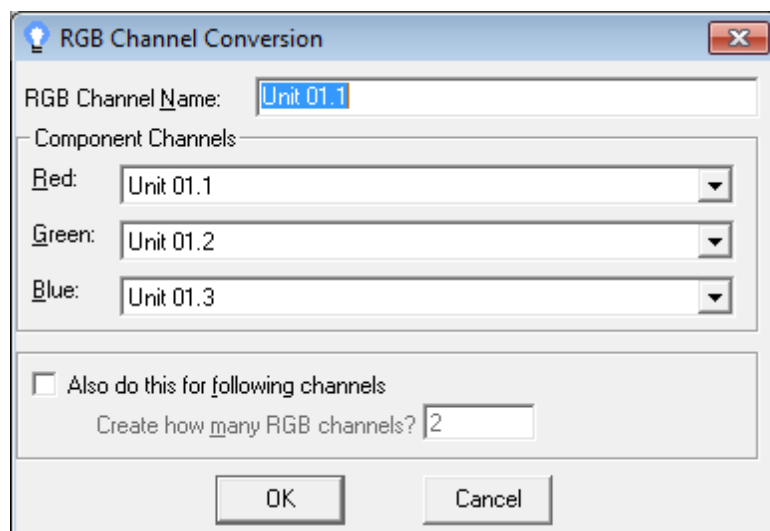 RGB Channel Conversion
RGB Channel Name: Unit 01.1
Component Channels
Red: Unit 01.1
Green: Unit 01.2
Blue: Unit 01.3
Also do this for following channels
Create how many RGB channels? 2
OK Cancel